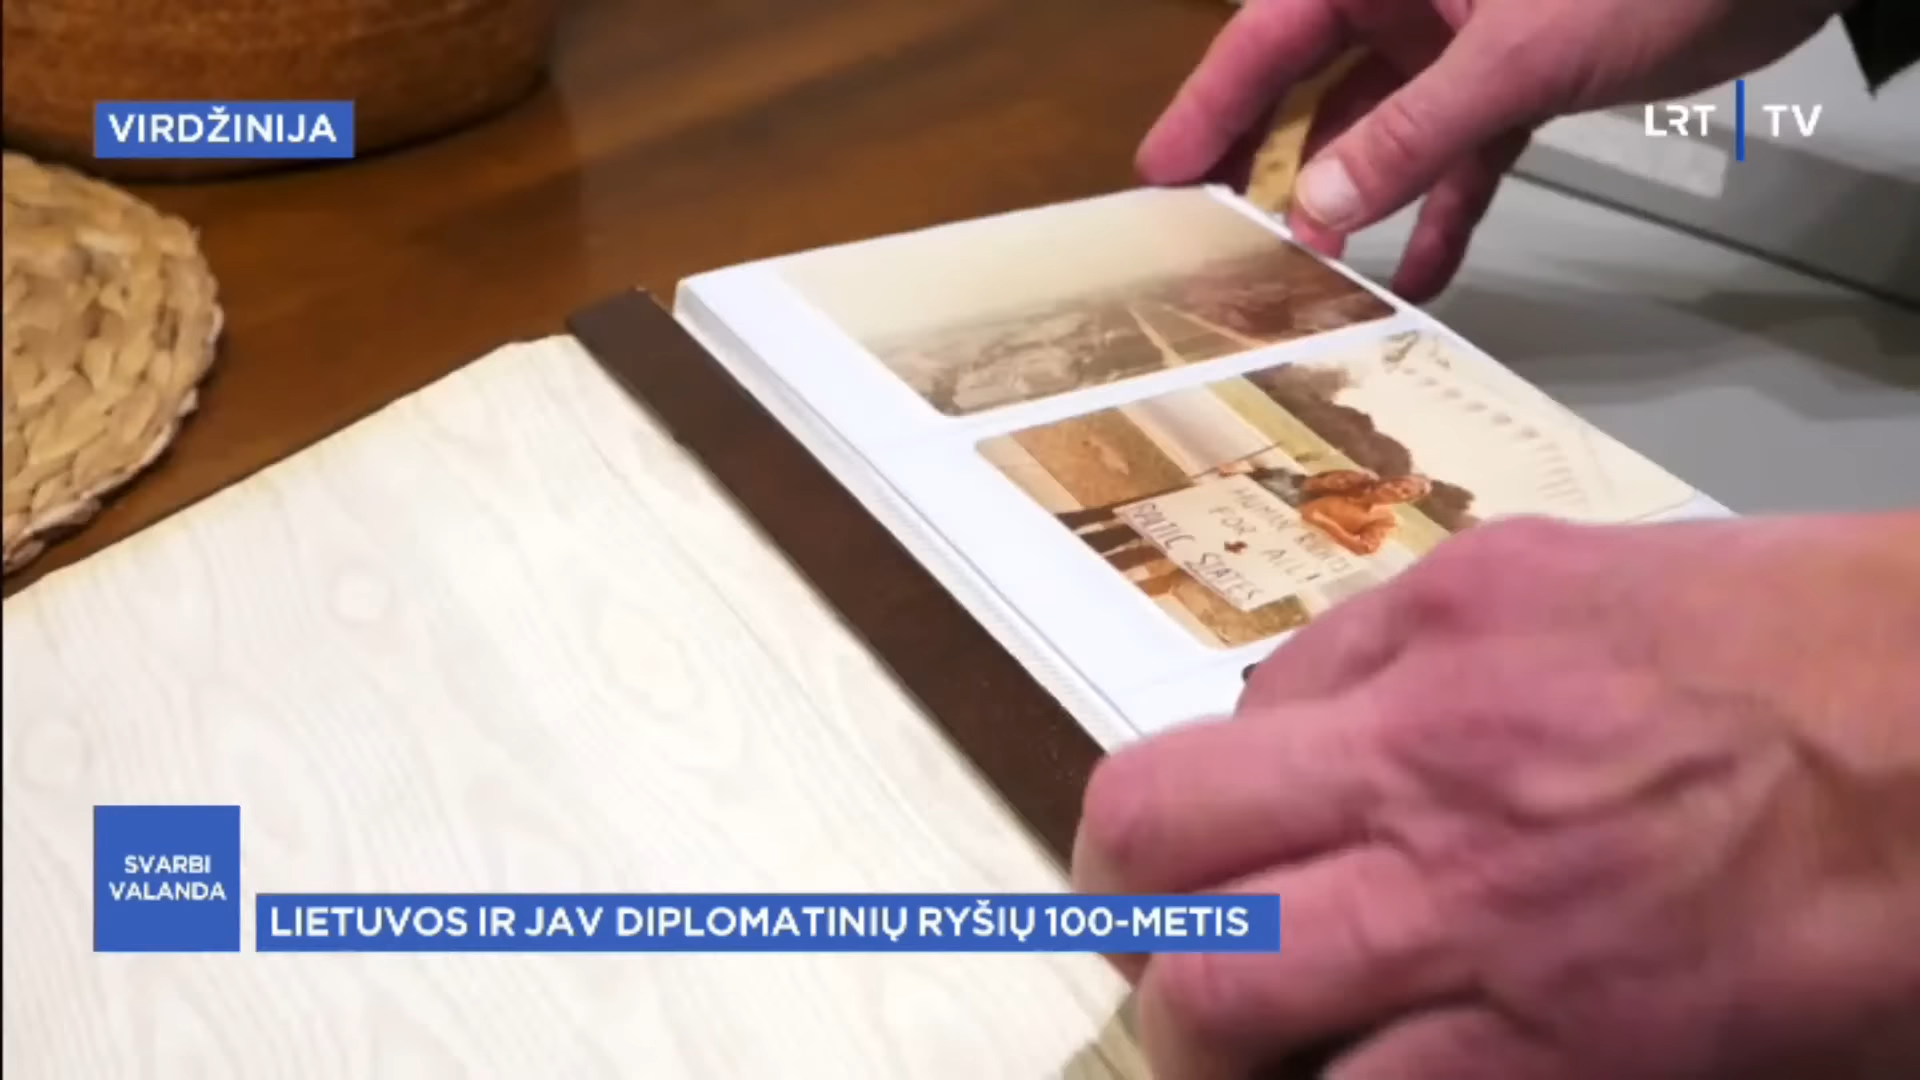 VIRDŽINIJA
LRT TV
HUMAN RIGHTS
FOR ALL!
BALTIC STATES
SVARBI
VALANDA
LIETUVOS IR JAV DIPLOMATINIŲ RYŠIŲ 100-METIS